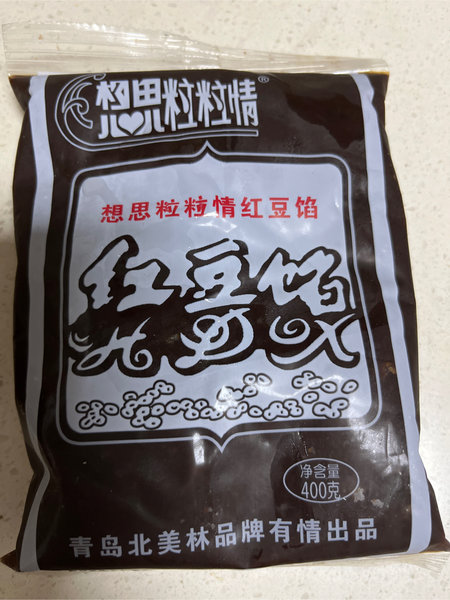 想思粒粒情®
想思粒粒情红豆馅
红豆馅
净含量
400克
青岛北美林品牌有情出品